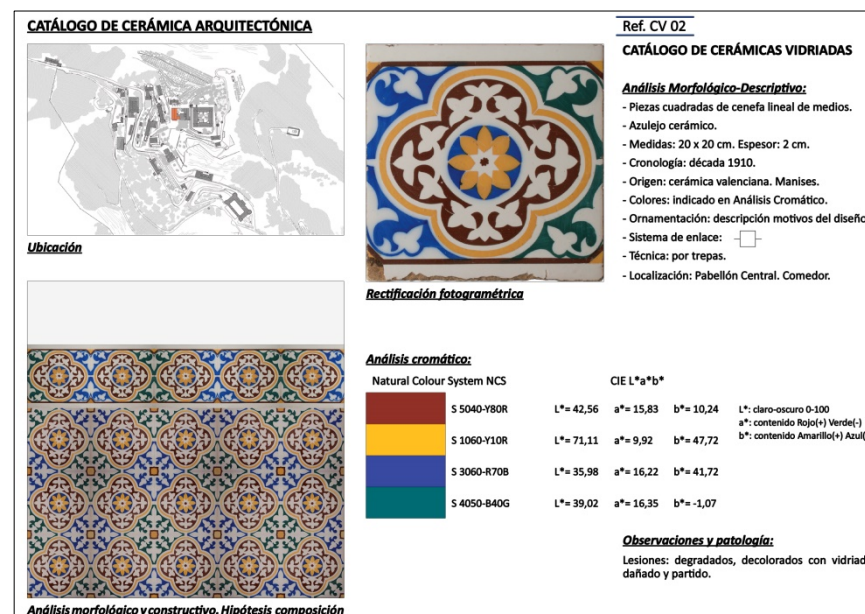 CATÁLOGO DE CERÁMICA ARQUITECTÓNICA
Ubicación
Análisis morfológico y constructivo. Hipótesis composición
Rectificación fotogramétrica
Ref. CV 02
CATÁLOGO DE CERÁMICAS VIDRIADAS
Análisis Morfológico-Descriptivo:
- Piezas cuadradas de cenefa lineal de medios.
- Azulejo cerámico.
- Medidas: 20 x 20 cm. Espesor: 2 cm.
- Cronología: década 1910.
- Origen: cerámica valenciana. Manises.
- Colores: indicado en Análisis Cromático.
- Ornamentación: descripción motivos del diseño
- Sistema de enlace:
- Técnica: por trepas.
- Localización: Pabellón Central. Comedor.
Análisis cromático:
Natural Colour System NCS CIE L*a*b*
S 5040-Y80R L*= 42,56 a*= 15,83 b*= 10,24
S 1060-Y10R L*= 71,11 a*= 9,92 b*= 47,72
S 3060-R70B L*= 35,98 a*= 16,22 b*= 41,72
S 4050-B40G L*= 39,02 a*= 16,35 b*= -1,07
L*: claro-oscuro 0-100
a*: contenido Rojo(+) Verde(-)
b*: contenido Amarillo(+) Azul(
Observaciones y patología:
Lesiones: degradados, decolorados con vidriad
dañado y partido.